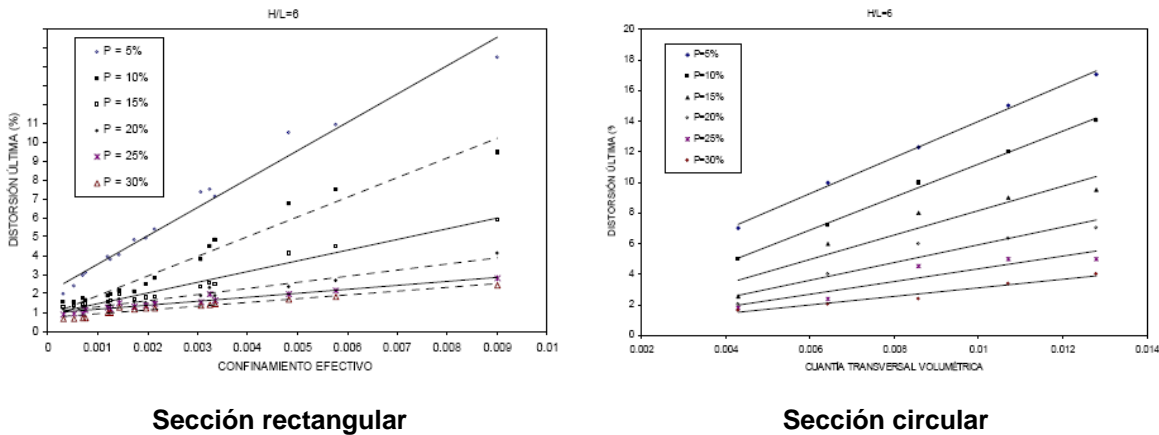 H/L=6
P = 5%
P = 10%
P = 15%
P = 20%
P = 25%
P = 30%
DISTORSIÓN ÚLTIMA (%)
11
10
9
8
7
6
5
4
3
2
1
0
0 0.001 0.002 0.003 0.004 0.005 0.006 0.007 0.008 0.009 0.01
CONFINAMIENTO EFECTIVO
Sección rectangular
H/L=6
P=5%
P=10%
P=15%
P=20%
P=25%
P=30%
DISTORSIÓN ÚLTIMA (%
20
18
16
14
12
10
8
6
4
2
0
0.002 0.004 0.006 0.008 0.01 0.012 0.014
CUANTÍA TRANSVERSAL VOLUMÉTRICA
Sección circular